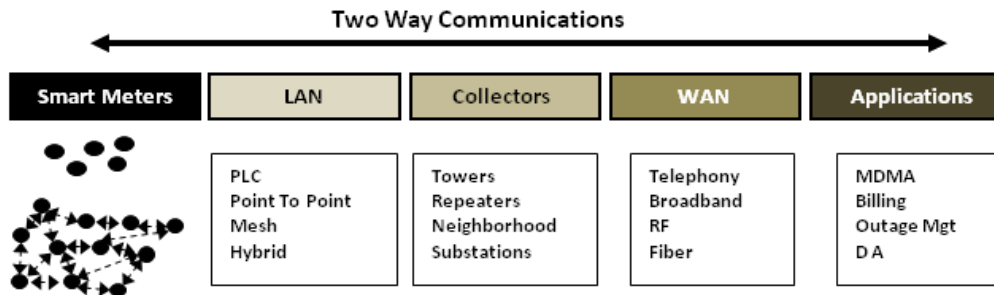 Two Way Communications
Smart Meters
LAN
Collectors
WAN
Applications
PLC
Point To Point
Mesh
Hybrid
Towers
Repeaters
Neighborhood
Substations
Telephony
Broadband
RF
Fiber
MDMA
Billing
Outage Mgt
D A